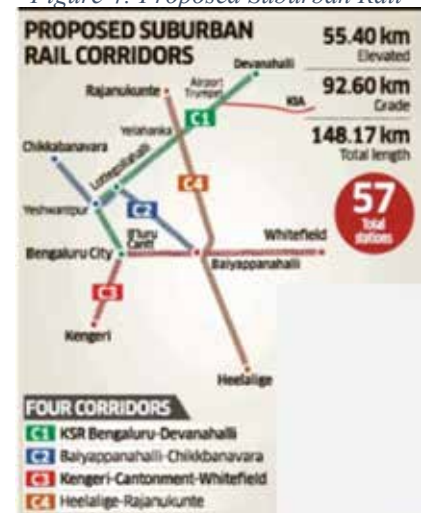 Figure 4: Proposed Suburban Rail
PROPOSED SUBURBAN
RAIL CORRIDORS
55.40 km
Elevated
92.60 km
Grade
148.17 km
Total length
57
Total
stations
Devanahalli
Airport
Trumpet
KIA
Rajanukunte
C1
Yelahanka
Chikkabanavara
Lottegollahalli
C4
Yeshwantpur
C2
B'luru
Cantt
Whitefield
Bengaluru City
Baiyappanahalli
C3
Kengeri
Heelalige
FOUR CORRIDORS
C1 KSR Bengaluru-Devanahalli
C2 Baiyappanahalli-Chikkbanavara
C3 Kengeri-Cantonment-Whitefield
C4 Heelalige-Rajanukunte